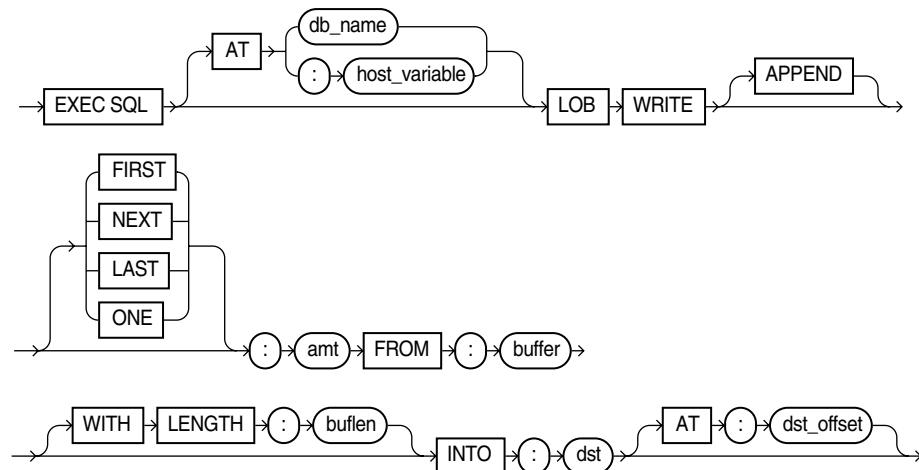 AT db_name
: host_variable
EXEC SQL LOB WRITE APPEND
FIRST
NEXT
LAST
ONE
: amt FROM : buffer
WITH LENGTH : buflen INTO : dst AT : dst_offset